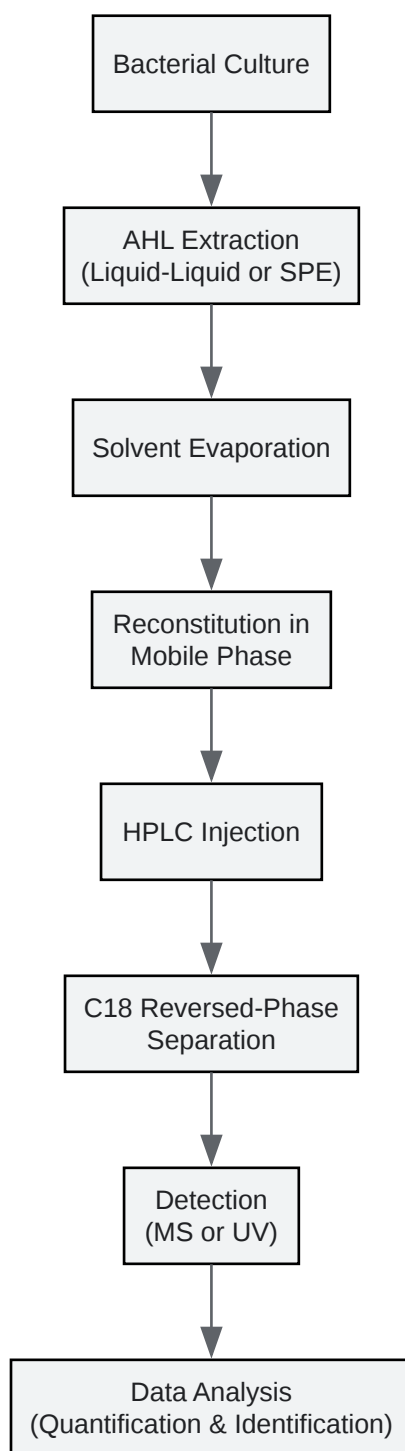 Bacterial Culture
AHL Extraction
(Liquid-Liquid or SPE)
Solvent Evaporation
Reconstitution in
Mobile Phase
HPLC Injection
C18 Reversed-Phase
Separation
Detection
(MS or UV)
Data Analysis
(Quantification & Identification)